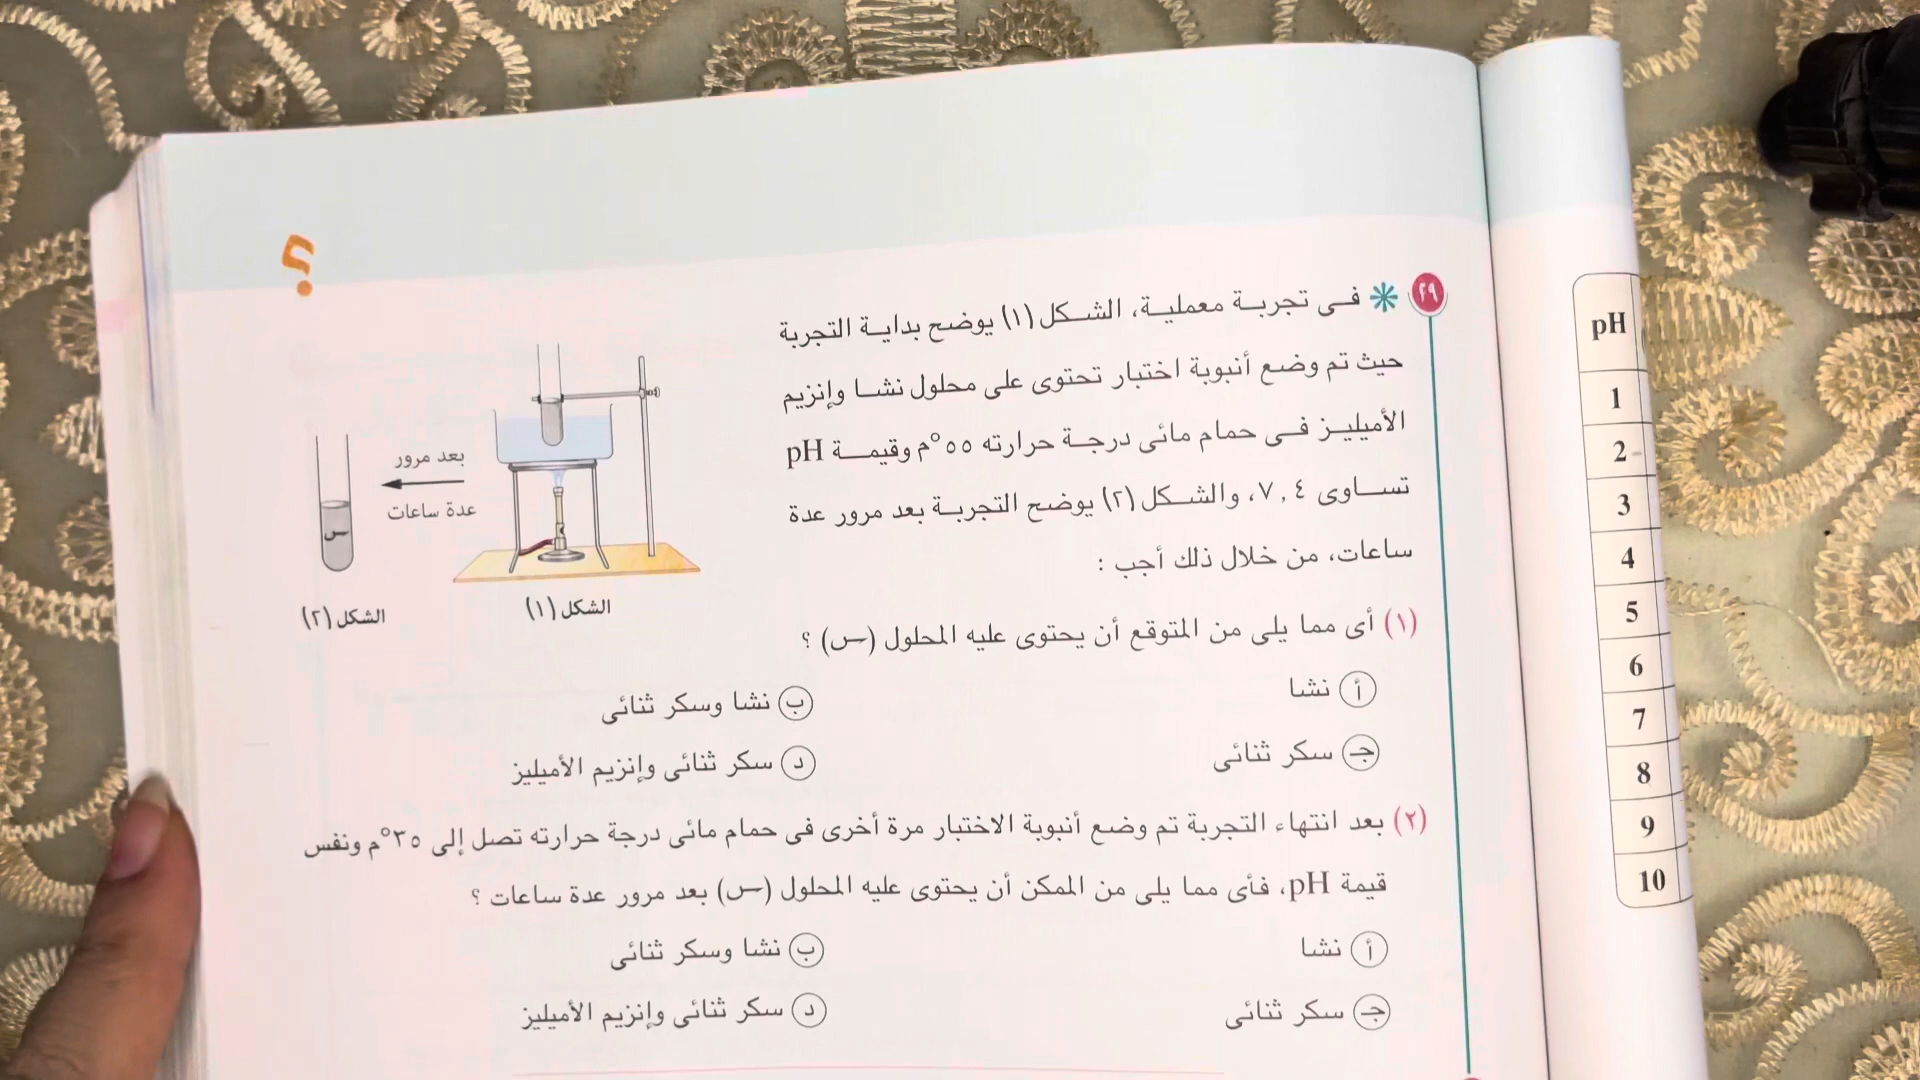 ؟
٢٩ * فى تجربة معملية، الشكل (١) يوضح بداية التجربة
حيث تم وضع أنبوبة اختبار تحتوى على محلول نشا وإنزيم
الأميليز فى حمام مائى درجة حرارته ٥٥°م وقيمة pH
تساوى ٧,٤، والشكل (٢) يوضح التجربة بعد مرور عدة
ساعات، من خلال ذلك أجب :
بعد مرور
عدة ساعات
س
الشكل (١)
الشكل (٢)
(١) أى مما يلى من المتوقع أن يحتوى عليه المحلول (س) ؟
أ نشا
ب نشا وسكر ثنائى
جـ سكر ثنائى
د سكر ثنائى وإنزيم الأميليز
(٢) بعد انتهاء التجربة تم وضع أنبوبة الاختبار مرة أخرى فى حمام مائى درجة حرارته تصل إلى ٣٥°م ونفس
قيمة pH، فأى مما يلى من الممكن أن يحتوى عليه المحلول (س) بعد مرور عدة ساعات ؟
أ نشا
ب نشا وسكر ثنائى
جـ سكر ثنائى
د سكر ثنائى وإنزيم الأميليز
pH
1
2
3
4
5
6
7
8
9
10